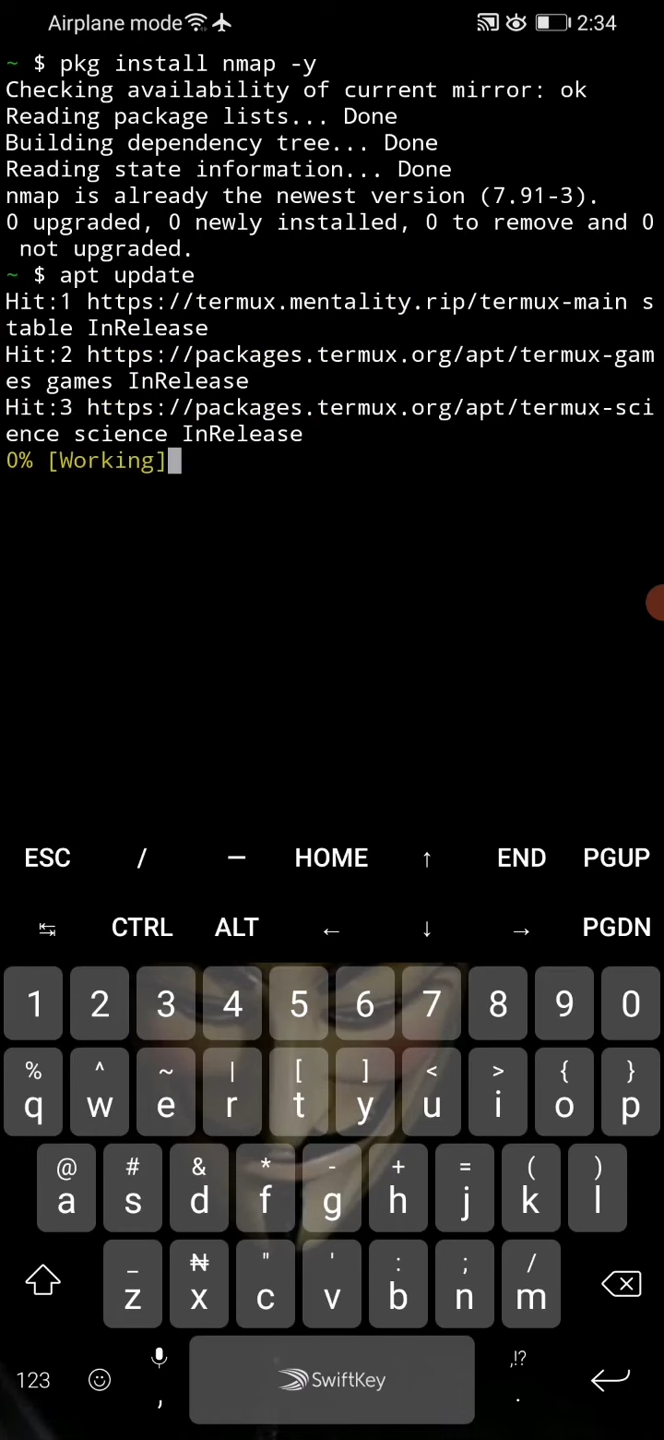 Airplane mode 2:34
~ $ pkg install nmap -y
Checking availability of current mirror: ok
Reading package lists... Done
Building dependency tree... Done
Reading state information... Done
nmap is already the newest version (7.91-3).
0 upgraded, 0 newly installed, 0 to remove and 0
 not upgraded.
~ $ apt update
Hit:1 https://termux.mentality.rip/termux-main s
table InRelease
Hit:2 https://packages.termux.org/apt/termux-gam
es games InRelease
Hit:3 https://packages.termux.org/apt/termux-sci
ence science InRelease
0% [Working]
ESC / — HOME ↑ END PGUP
↹ CTRL ALT ← ↓ → PGDN
1 2 3 4 5 6 7 8 9 0
% ^ ~ | [ ] < > { }
q w e r t y u i o p
@ # & * - + = ( )
a s d f g h j k l
_ ₦ " ' : ; /
z x c v b n m
123 , SwiftKey ,!? .